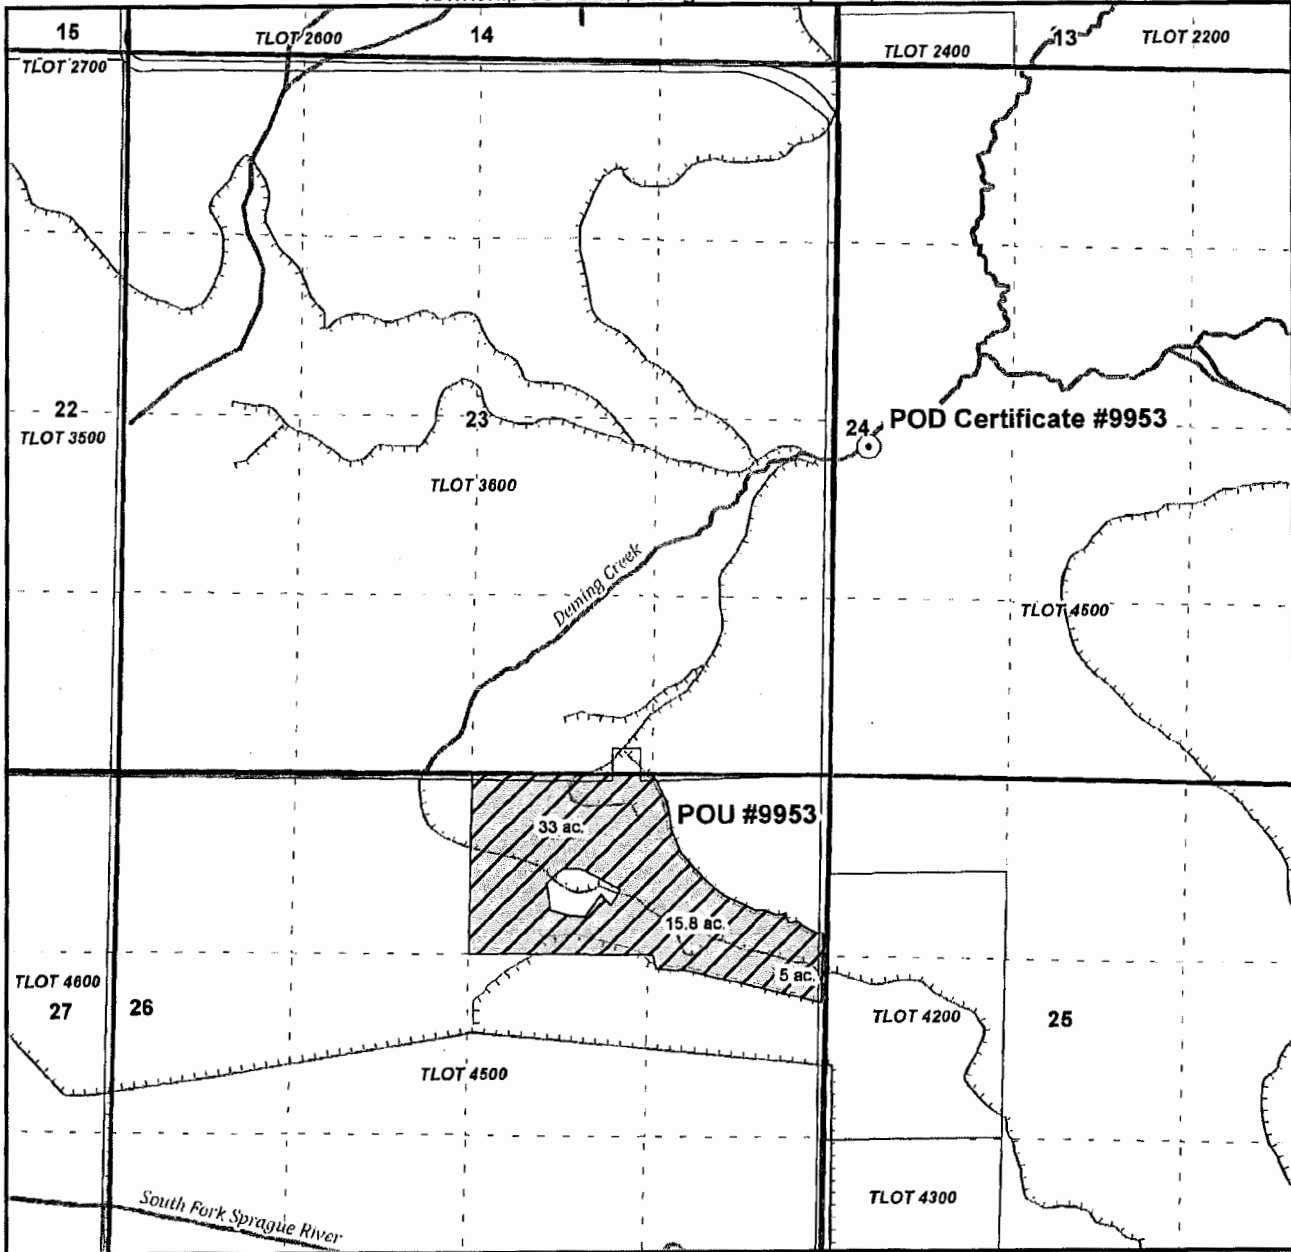 15
TLOT 2600
14
TLOT 2400
13
TLOT 2200
TLOT 2700
22
TLOT 3500
23
24
POD Certificate #9953
TLOT 3600
Deming Creek
TLOT 4600
POU #9953
33 ac.
15.8 ac.
5 ac.
TLOT 4600
27
26
TLOT 4200
25
TLOT 4500
TLOT 4300
South Fork Sprague River